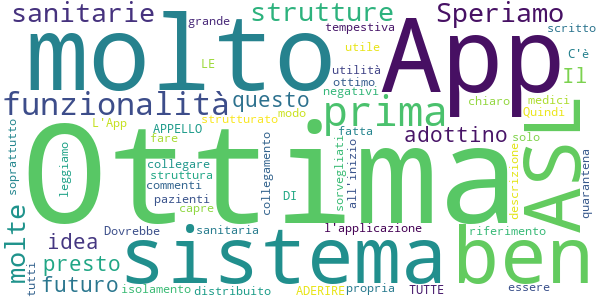 sanitarie
grande
strutture
Speriamo
molto
App
tempestiva
scritto
utile
C'è
LE
utilità
ottimo
Il
funzionalità
questo
negativi
prima
chiaro
medici
Quindi
L'App
strutturato
modo
APPELLO
fare
fatta
adottino
solo
ASL
soprattutto
leggiamo
Ottima
collegare
struttura
commenti
pazienti
capre
collegamento
DI
sorvegliati
all'inizio
descrizione
quarantena
molte
idea
Dovrebbe
sanitaria
l'applicazione
riferimento
sistema
ben
presto
futuro
tutti
isolamento
distribuito
ADERIRE
propria
TUTTE
essere